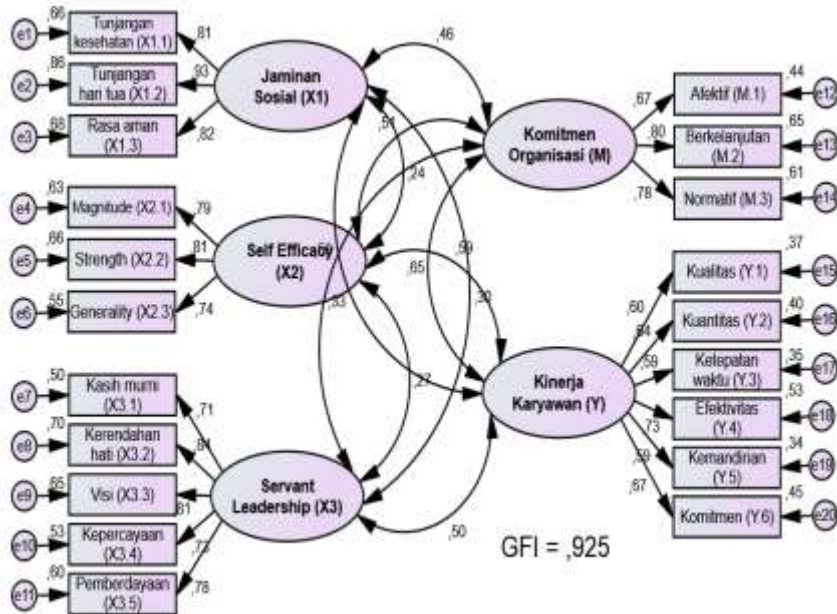 ,66
e1
Tunjangan
kesehatan (X1.1)
,81
,86
e2
Tunjangan
hari tua (X1.2)
,93
,68
e3
Rasa aman
(X1.3)
,82
Jaminan
Sosial (X1)
,63
e4
Magnitude (X2.1)
,79
,66
e5
Strength (X2.2)
,81
,55
e6
Generality (X2.3)
,74
Self Efficacy
(X2)
,50
e7
Kasih murni
(X3.1)
,71
,70
e8
Kerendahan
hati (X3.2)
,84
,65
e9
Visi (X3.3)
,81
,53
e10
Kepercayaan
(X3.4)
,73
,60
e11
Pemberdayaan
(X3.5)
,78
Servant
Leadership (X3)
,46
,51
,24
,59
,65
,30
,33
,27
,50
Komitmen
Organisasi (M)
,67
Afektif (M.1)
,44
e12
,80
Berkelanjutan
(M.2)
,65
e13
,78
Normatif (M.3)
,61
e14
Kinerja
Karyawan (Y)
,60
Kualitas (Y.1)
,37
e15
,64
Kuantitas (Y.2)
,40
e16
,59
Ketepatan
waktu (Y.3)
,35
e17
,73
Efektivitas
(Y.4)
,53
e18
,59
Kemandirian
(Y.5)
,34
e19
,67
Komitmen (Y.6)
,45
e20
GFI = ,925